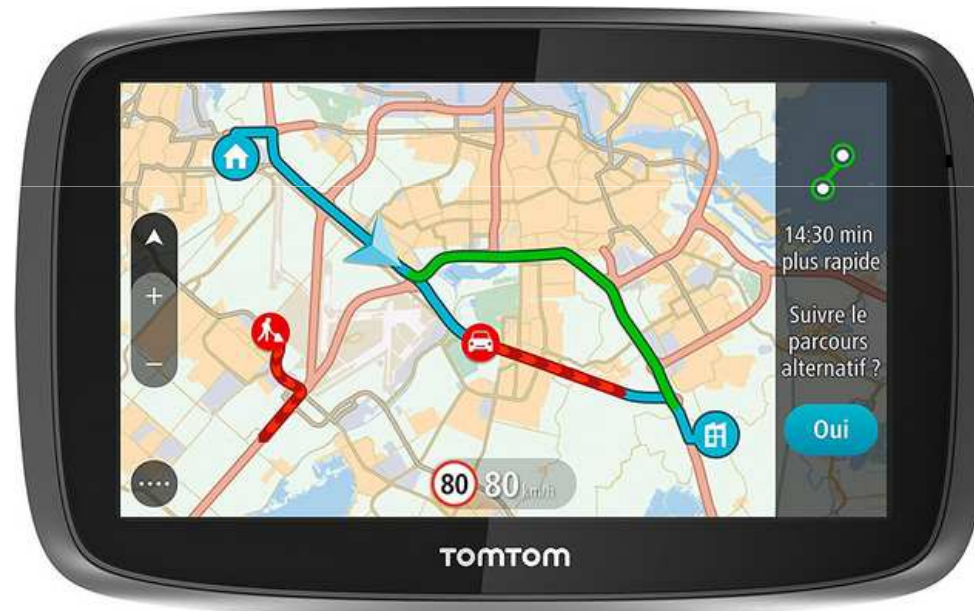 14:30 min
plus rapide
Suivre le
parcours
alternatif ?
Oui
80
80 km/h
TOMTOM